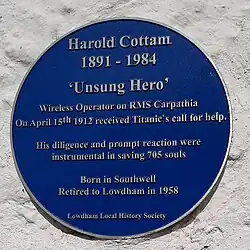 Harold Cottam
1891 - 1984
'Unsung Hero'
Wireless Operator on RMS Carpathia
On April 15th 1912 received Titanic's call for help.
His diligence and prompt reaction were
instrumental in saving 705 souls
Born in Southwell
Retired to Lowdham in 1958
Lowdham Local History Society